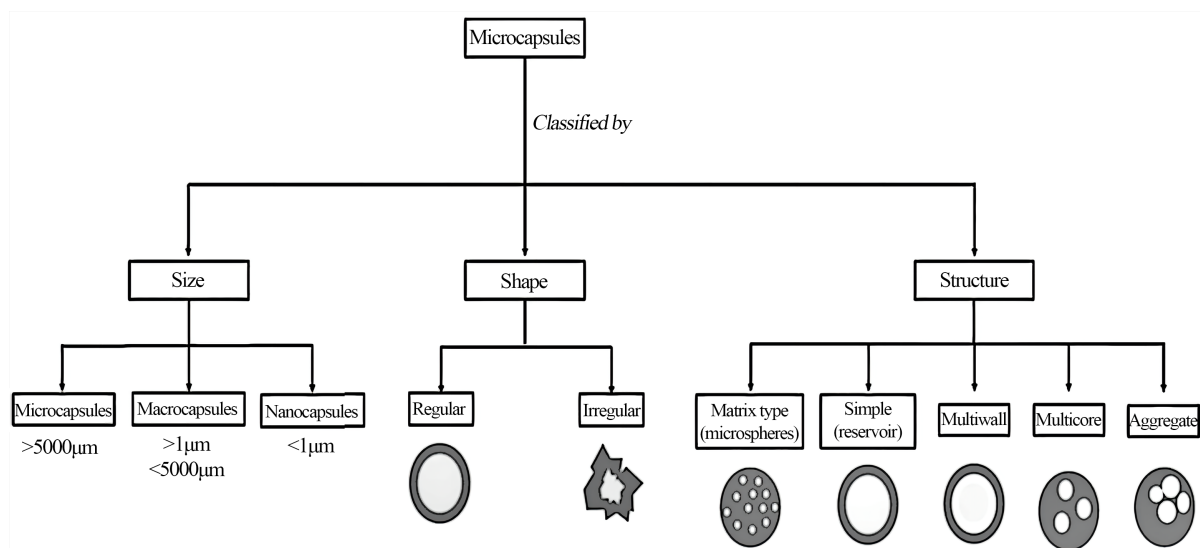 Microcapsules
Classified by
Size
Shape
Structure
Microcapsules
Macrocapsules
Nanocapsules
Regular
Irregular
Matrix type
(microspheres)
Simple
(reservoir)
Multiwall
Multicore
Aggregate
>5000μm
>1μm
<5000μm
<1μm